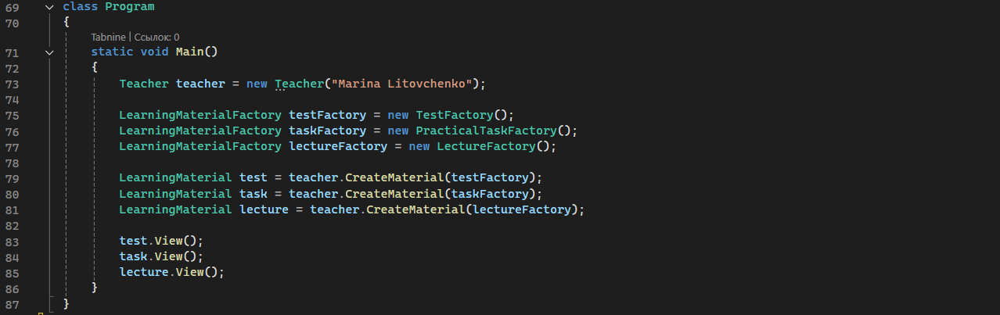 69 class Program
70 {
Tabnine | Ссылок: 0
71 static void Main()
72 {
73 Teacher teacher = new Teacher("Marina Litovchenko");
74
75 LearningMaterialFactory testFactory = new TestFactory();
76 LearningMaterialFactory taskFactory = new PracticalTaskFactory();
77 LearningMaterialFactory lectureFactory = new LectureFactory();
78
79 LearningMaterial test = teacher.CreateMaterial(testFactory);
80 LearningMaterial task = teacher.CreateMaterial(taskFactory);
81 LearningMaterial lecture = teacher.CreateMaterial(lectureFactory);
82
83 test.View();
84 task.View();
85 lecture.View();
86 }
87 }